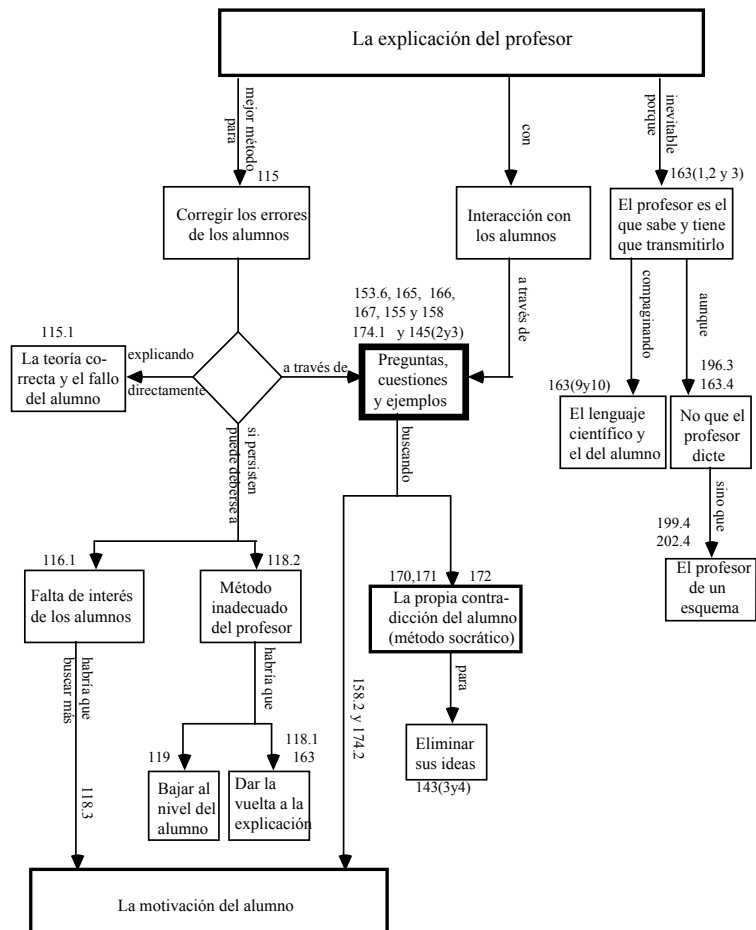 La explicación del profesor
mejor método
para
con
inevitable
porque
115
163(1,2 y 3)
Corregir los errores
de los alumnos
Interacción con
los alumnos
El profesor es el
que sabe y tiene
que transmitirlo
153.6, 165, 166,
167, 155 y 158
174.1 y 145(2y3)
a través de
compaginando
aunque
115.1
La teoría co-
rrecta y el fallo
del alumno
explicando
directamente
a través de
Preguntas,
cuestiones
y ejemplos
196.3
163.4
163(9y10)
El lenguaje
científico y
el del alumno
No que el
profesor
dicte
si persisten
puede deberse a
buscando
sino que
199.4
202.4
116.1
118.2
170,171
172
Falta de interés
de los alumnos
Método
inadecuado
del profesor
La propia contra-
dicción del alumno
(método socrático)
El profesor
de un
esquema
habría que
buscar más
habría que
158.2 y 174.2
para
118.3
119
118.1
163
Bajar al
nivel del
alumno
Dar la
vuelta a la
explicación
Eliminar
sus ideas
143(3y4)
La motivación del alumno